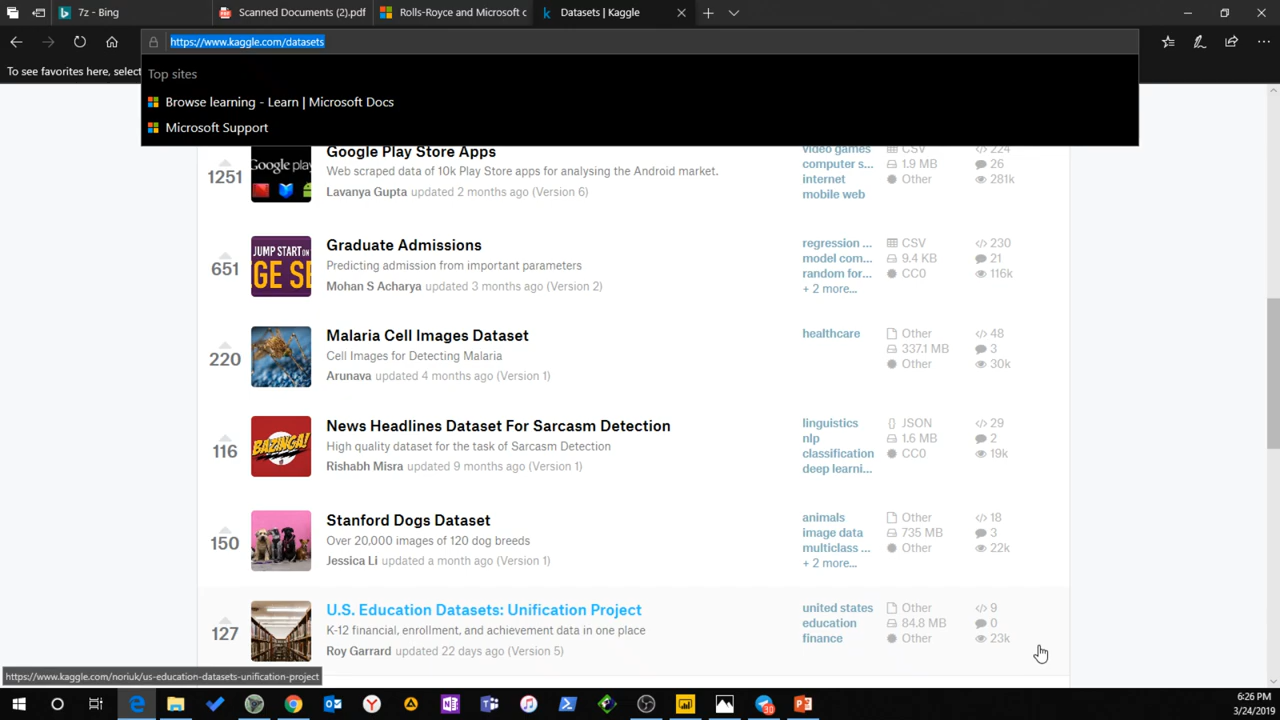 7z - Bing
Scanned Documents (2).pdf
Rolls-Royce and Microsoft c
Datasets | Kaggle
https://www.kaggle.com/datasets
To see favorites here, select
Top sites
Browse learning - Learn | Microsoft Docs
Microsoft Support
1251
Google play
Google Play Store Apps
Web scraped data of 10k Play Store apps for analysing the Android market.
Lavanya Gupta updated 2 months ago (Version 6)
video games
computer s...
internet
mobile web
CSV
1.9 MB
Other
224
26
281k
651
JUMP START ON
GE SE
Graduate Admissions
Predicting admission from important parameters
Mohan S Acharya updated 3 months ago (Version 2)
regression ...
model com...
random for...
+ 2 more...
CSV
9.4 KB
CC0
230
21
116k
220
Malaria Cell Images Dataset
Cell Images for Detecting Malaria
Arunava updated 4 months ago (Version 1)
healthcare
Other
337.1 MB
Other
48
3
30k
116
BAZINGA!
News Headlines Dataset For Sarcasm Detection
High quality dataset for the task of Sarcasm Detection
Rishabh Misra updated 9 months ago (Version 1)
linguistics
nlp
classification
deep learni...
{} JSON
1.6 MB
CC0
29
2
19k
150
Stanford Dogs Dataset
Over 20,000 images of 120 dog breeds
Jessica Li updated a month ago (Version 1)
animals
image data
multiclass ...
+ 2 more...
Other
735 MB
Other
18
3
22k
127
U.S. Education Datasets: Unification Project
K-12 financial, enrollment, and achievement data in one place
Roy Garrard updated 22 days ago (Version 5)
united states
education
finance
Other
84.8 MB
Other
9
0
23k
https://www.kaggle.com/noriuk/us-education-datasets-unification-project
30
6:26 PM
3/24/2019